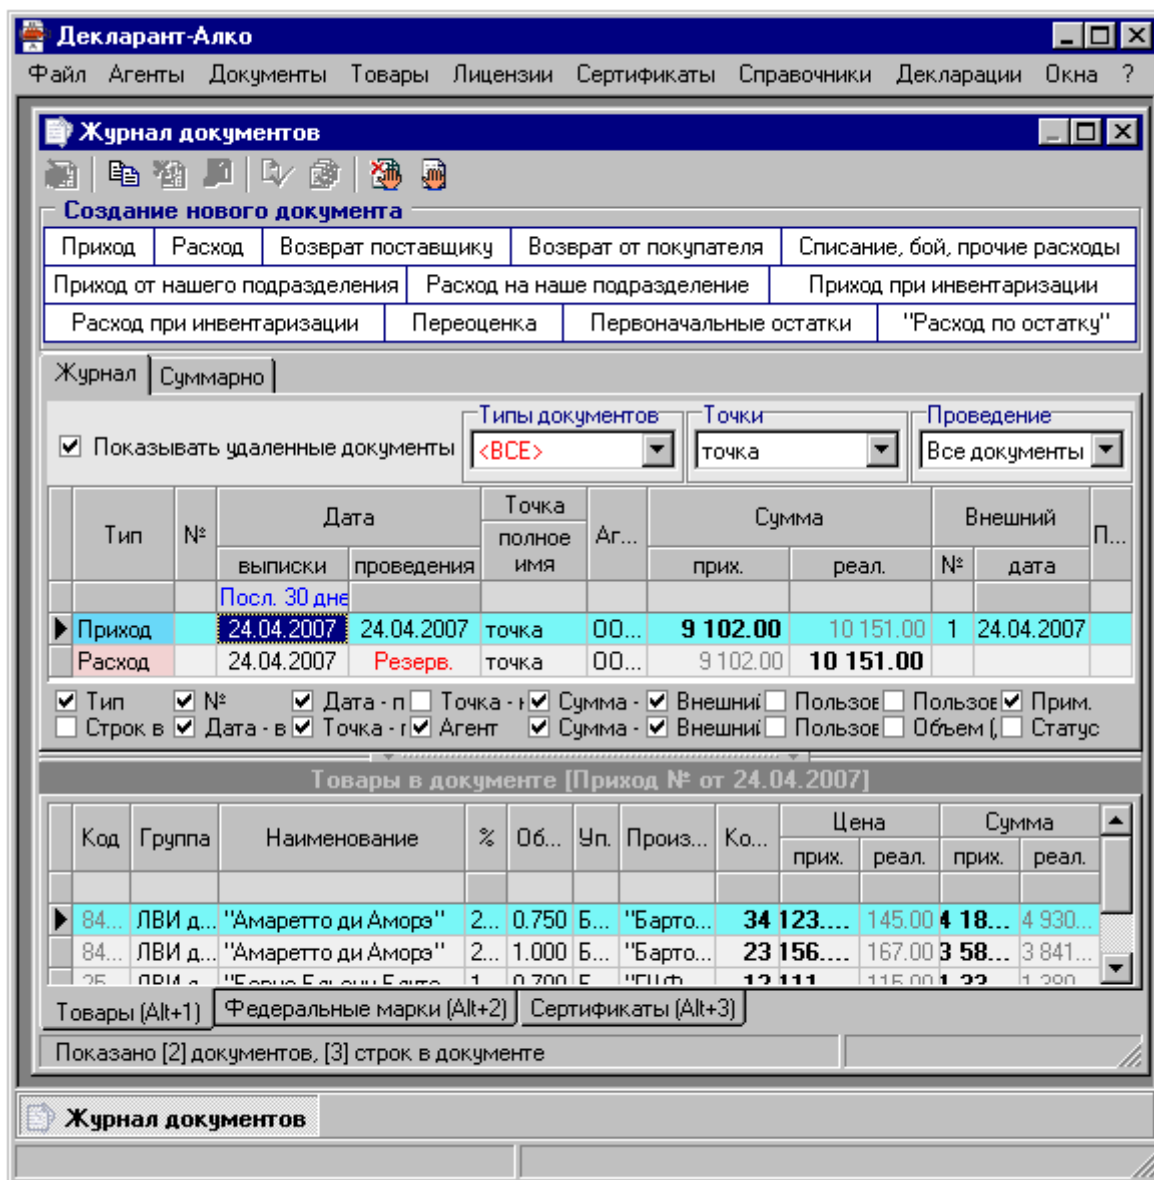 Декларант-Алко
Файл Агенты Документы Товары Лицензии Сертификаты Справочники Декларации Окна ?
Журнал документов
Создание нового документа
Приход Расход Возврат поставщику Возврат от покупателя Списание, бой, прочие расходы
Приход от нашего подразделения Расход на наше подразделение Приход при инвентаризации
Расход при инвентаризации Переоценка Первоначальные остатки "Расход по остатку"
Журнал Суммарно
Типы документов Точки Проведение
Показывать удаленные документы <ВСЕ> точка Все документы
Тип № Дата Точка Аг... Сумма Внешний П...
выписки проведения полное имя прих. реал. № дата
Посл. 30 дне
Приход 24.04.2007 24.04.2007 точка ОО... 9 102.00 10 151.00 1 24.04.2007
Расход 24.04.2007 Резерв. точка ОО... 9 102.00 10 151.00
Тип № Дата - п Точка - Сумма - Внешни Пользов Пользов Прим.
Строк в Дата - в Точка - Агент Сумма - Внешни Пользов Объем (, Статус
Товары в документе [Приход № от 24.04.2007]
Код Группа Наименование % Об... Уп. Произ... Ко... Цена Сумма
прих. реал. прих. реал.
84... ЛВИ д... "Амаретто ди Аморэ" 2... 0.750 Б... "Барто... 34 123.... 145.00 4 18... 4 930...
84... ЛВИ д... "Амаретто ди Аморэ" 2... 1.000 Б... "Барто... 23 156.... 167.00 3 58... 3 841...
Товары (Alt+1) Федеральные марки (Alt+2) Сертификаты (Alt+3)
Показано [2] документов, [3] строк в документе
Журнал документов